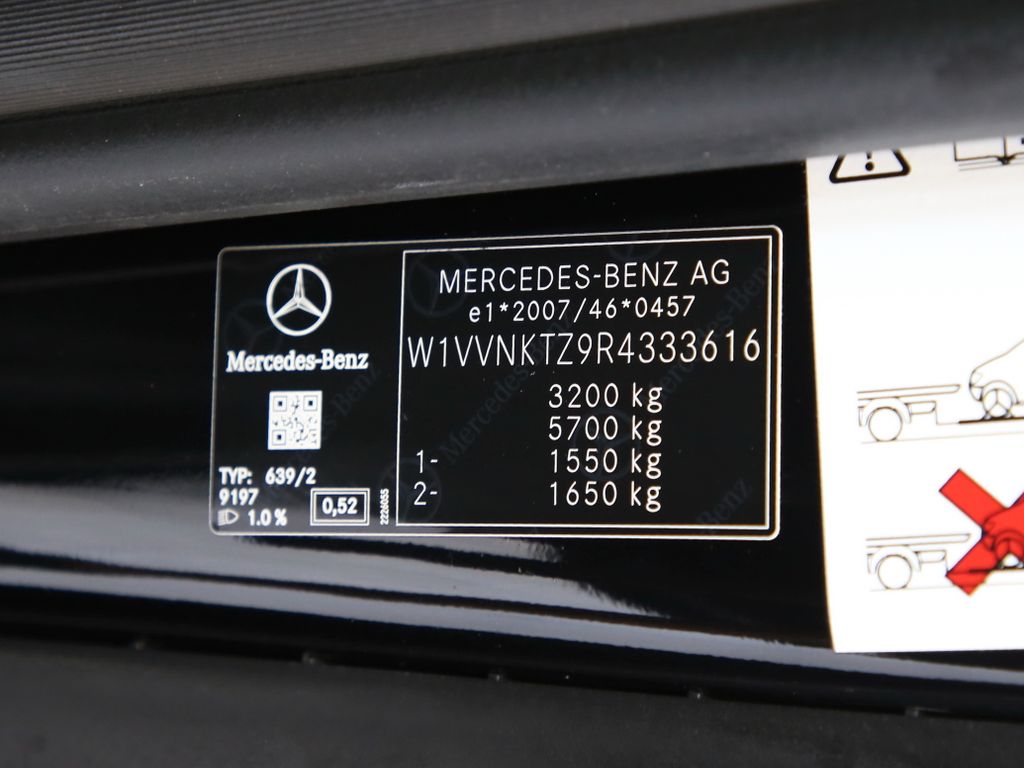 Mercedes-Benz
TYP: 639/2
9197
1.0 %
0,52
2226055
MERCEDES-BENZ AG
e1*2007/46*0457
W1VVNKTZ9R4333616
3200 kg
5700 kg
1- 1550 kg
2- 1650 kg